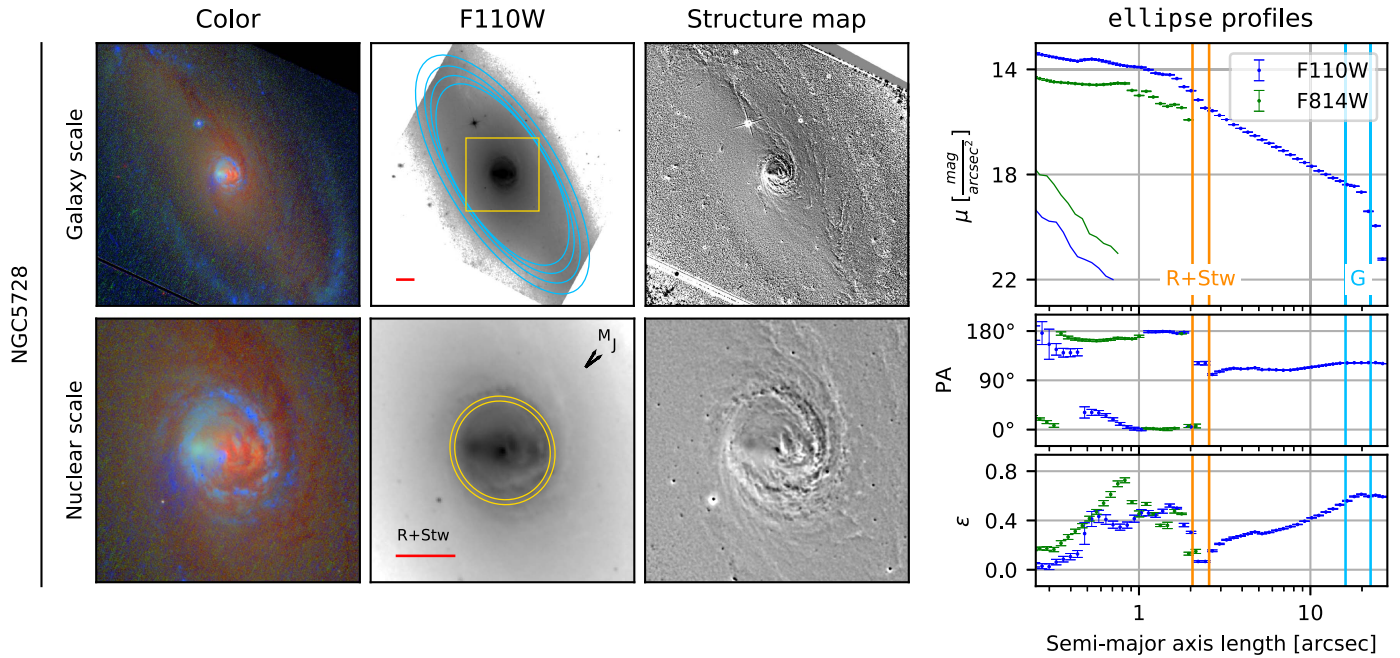 Color
F110W
Structure map
ellipse profiles
NGC5728
Galaxy scale
Nuclear scale
M
J
R+Stw
F110W
F814W
μ [mag/arcsec²]
14
18
22
R+Stw
G
PA
180°
90°
0°
ε
0.8
0.4
0.0
1
10
Semi-major axis length [arcsec]